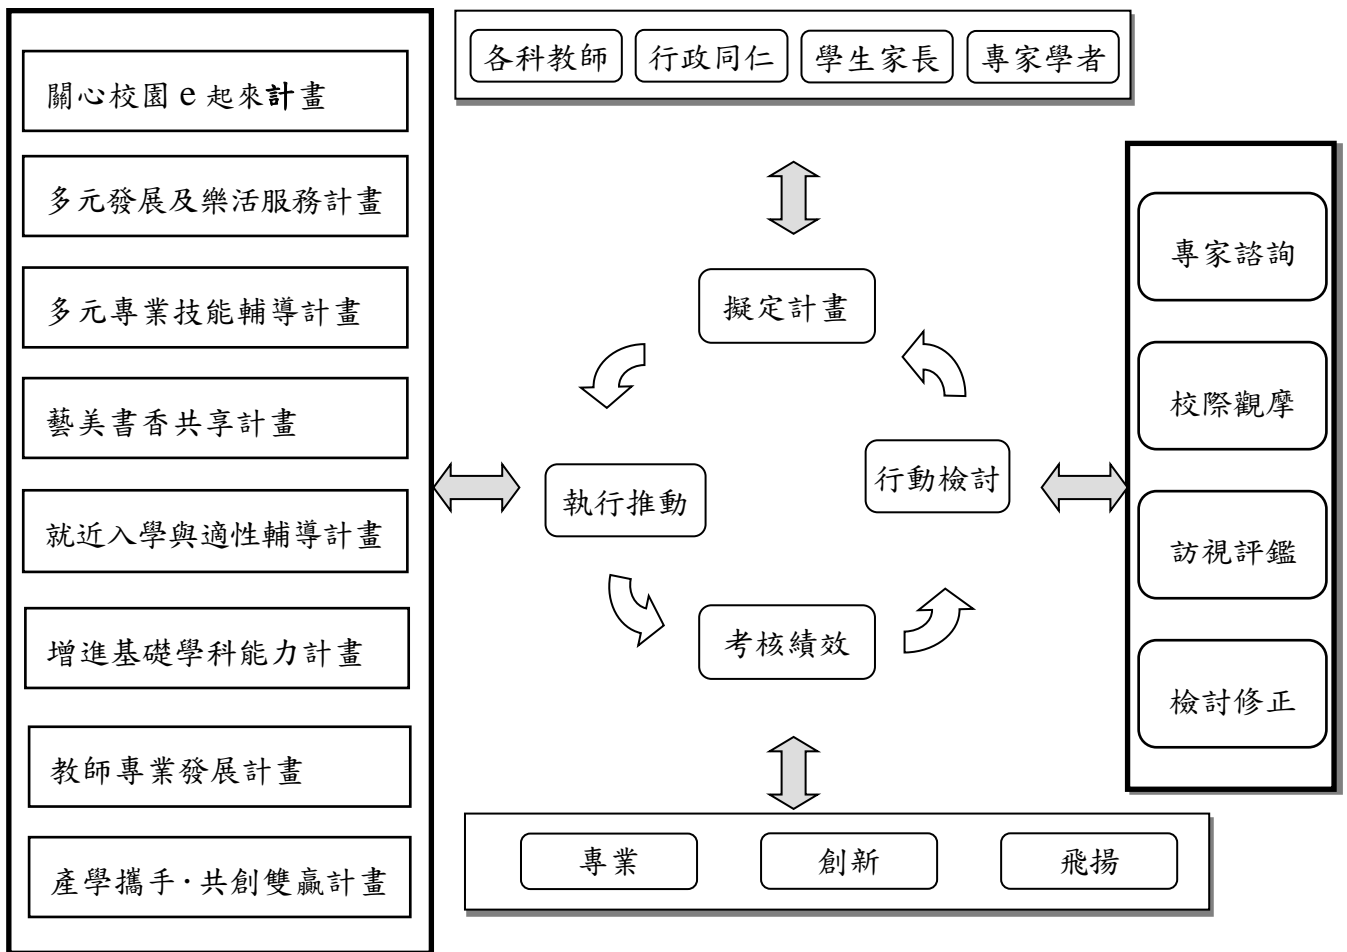 關心校園 e 起來計畫
多元發展及樂活服務計畫
多元專業技能輔導計畫
藝美書香共享計畫
就近入學與適性輔導計畫
增進基礎學科能力計畫
教師專業發展計畫
產學攜手·共創雙贏計畫
各科教師 行政同仁 學生家長 專家學者
擬定計畫
執行推動
行動檢討
考核績效
專業 創新 飛揚
專家諮詢
校際觀摩
訪視評鑑
檢討修正